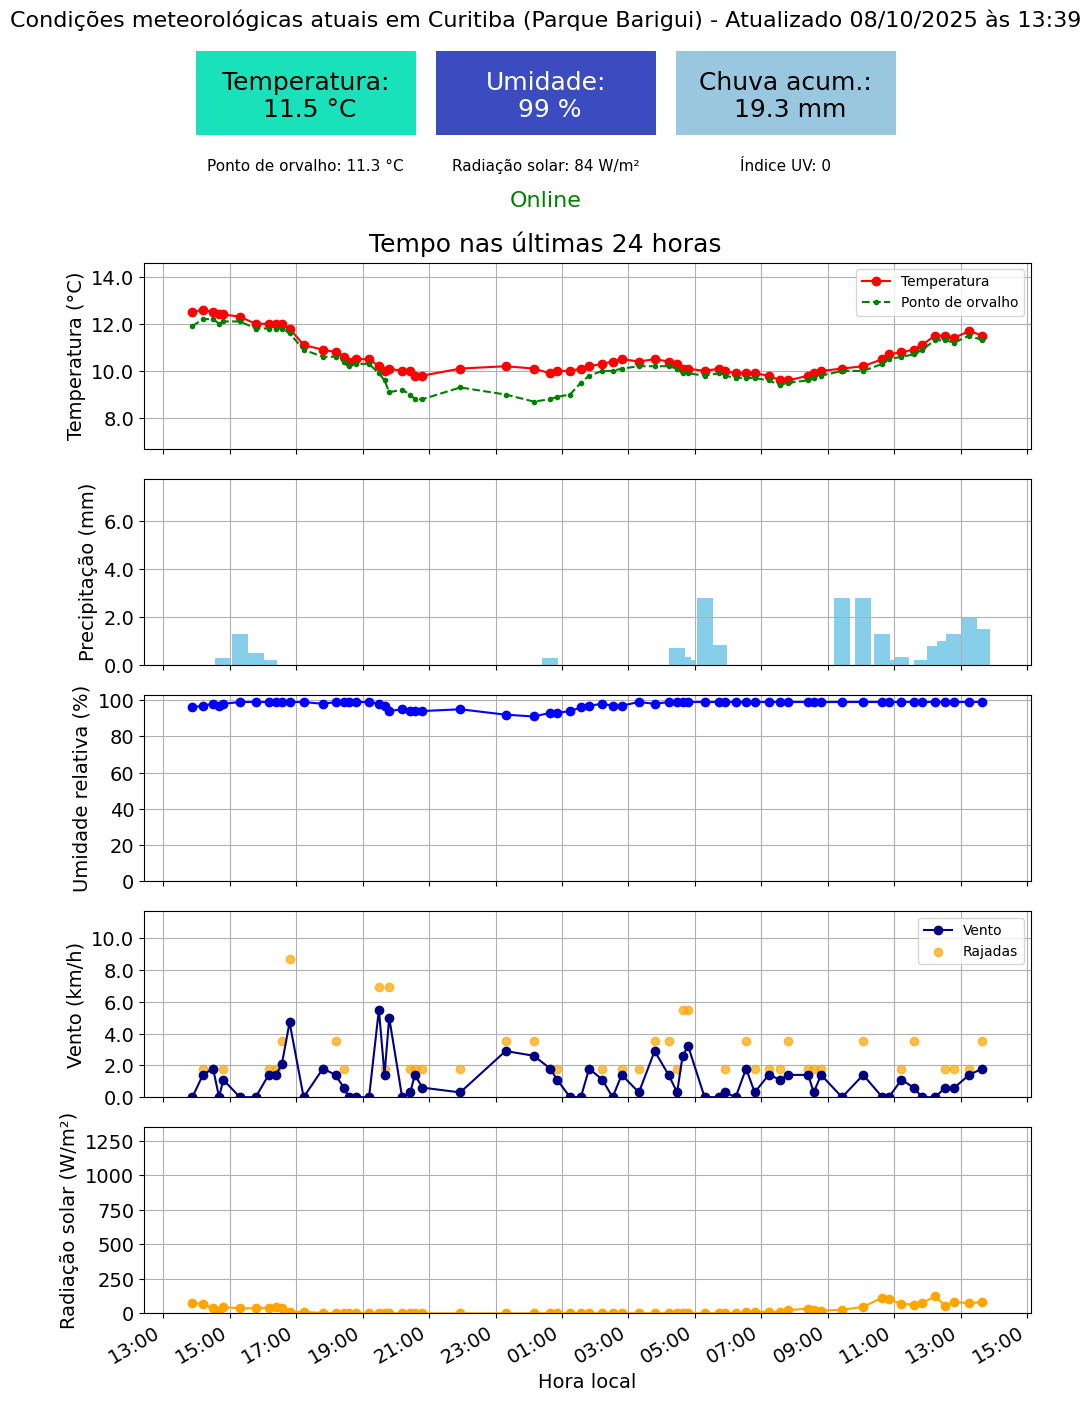 Condições meteorológicas atuais em Curitiba (Parque Barigui) - Atualizado 08/10/2025 às 13:39
Temperatura:
11.5 °C
Umidade:
99 %
Chuva acum.:
19.3 mm
Ponto de orvalho: 11.3 °C
Radiação solar: 84 W/m²
Índice UV: 0
Online
Tempo nas últimas 24 horas
Temperatura (°C)
14.0
12.0
10.0
8.0
Temperatura
Ponto de orvalho
Precipitação (mm)
6.0
4.0
2.0
0.0
Umidade relativa (%)
100
80
60
40
20
0
Vento (km/h)
10.0
8.0
6.0
4.0
2.0
0.0
Vento
Rajadas
Radiação solar (W/m²)
1250
1000
750
500
250
0
13:00
15:00
17:00
19:00
21:00
23:00
01:00
03:00
05:00
07:00
09:00
11:00
13:00
15:00
Hora local